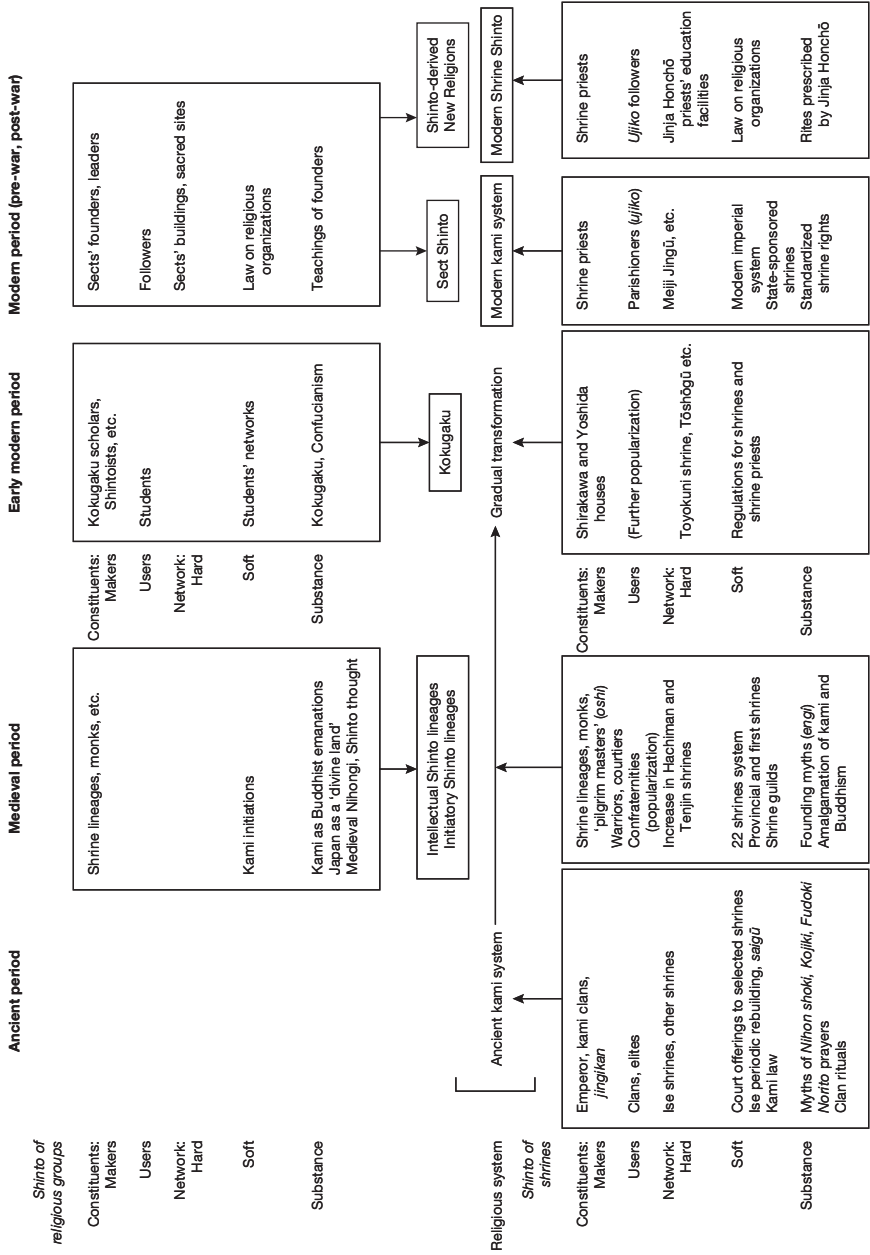 Ancient period
Medieval period
Early modern period
Modern period (pre-war, post-war)
Shinto of
religious groups
Constituents:
Makers
Users
Network:
Hard
Soft
Substance
Shrine lineages, monks, etc.
Kami initiations
Kami as Buddhist emanations
Japan as a ‘divine land’
Medieval Nihongi, Shinto thought
Constituents:
Makers
Users
Network:
Hard
Soft
Substance
Kokugaku scholars,
Shintoists, etc.
Students
Students’ networks
Kokugaku, Confucianism
Sects’ founders, leaders
Followers
Sects’ buildings, sacred sites
Law on religious
organizations
Teachings of founders
Intellectual Shinto lineages
Initiatory Shinto lineages
Kokugaku
Sect Shinto
Shinto-derived
New Religions
Religious system
Ancient kami system
Gradual transformation
Modern kami system
Modern Shrine Shinto
Shinto of
shrines
Constituents:
Makers
Users
Network:
Hard
Soft
Substance
Emperor, kami clans,
jingikan
Clans, elites
Ise shrines, other shrines
Court offerings to selected shrines
Ise periodic rebuilding, saigū
Kami law
Myths of Nihon shoki, Kojiki, Fudoki
Norito prayers
Clan rituals
Shrine lineages, monks,
‘pilgrim masters’ (oshi)
Warriors, courtiers
Confraternities
(popularization)
Increase in Hachiman and
Tenjin shrines
22 shrines system
Provincial and first shrines
Shrine guilds
Founding myths (engi)
Amalgamation of kami and
Buddhism
Constituents:
Makers
Users
Network:
Hard
Soft
Substance
Shirakawa and Yoshida
houses
(Further popularization)
Toyokuni shrine, Tōshōgū etc.
Regulations for shrines and
shrine priests
Shrine priests
Parishioners (ujiko)
Meiji Jingū, etc.
Modern imperial
system
State-sponsored
shrines
Standardized
shrine rights
Shrine priests
Ujiko followers
Jinja Honchō
priests’ education
facilities
Law on religious
organizations
Rites prescribed
by Jinja Honchō